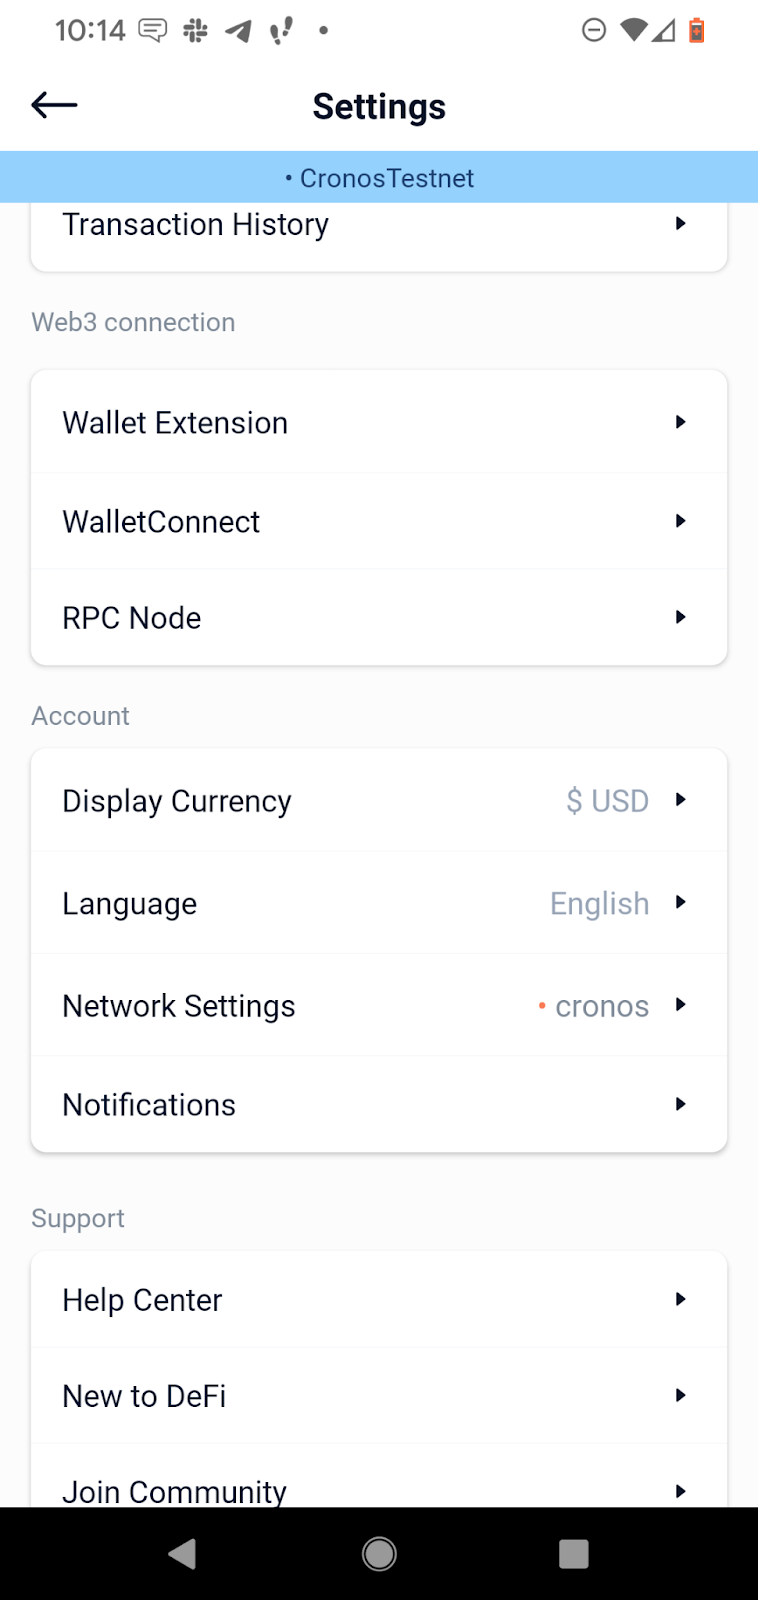 10:14
Settings
• CronosTestnet
Transaction History
Web3 connection
Wallet Extension
WalletConnect
RPC Node
Account
Display Currency $ USD
Language English
Network Settings • cronos
Notifications
Support
Help Center
New to DeFi
Join Community